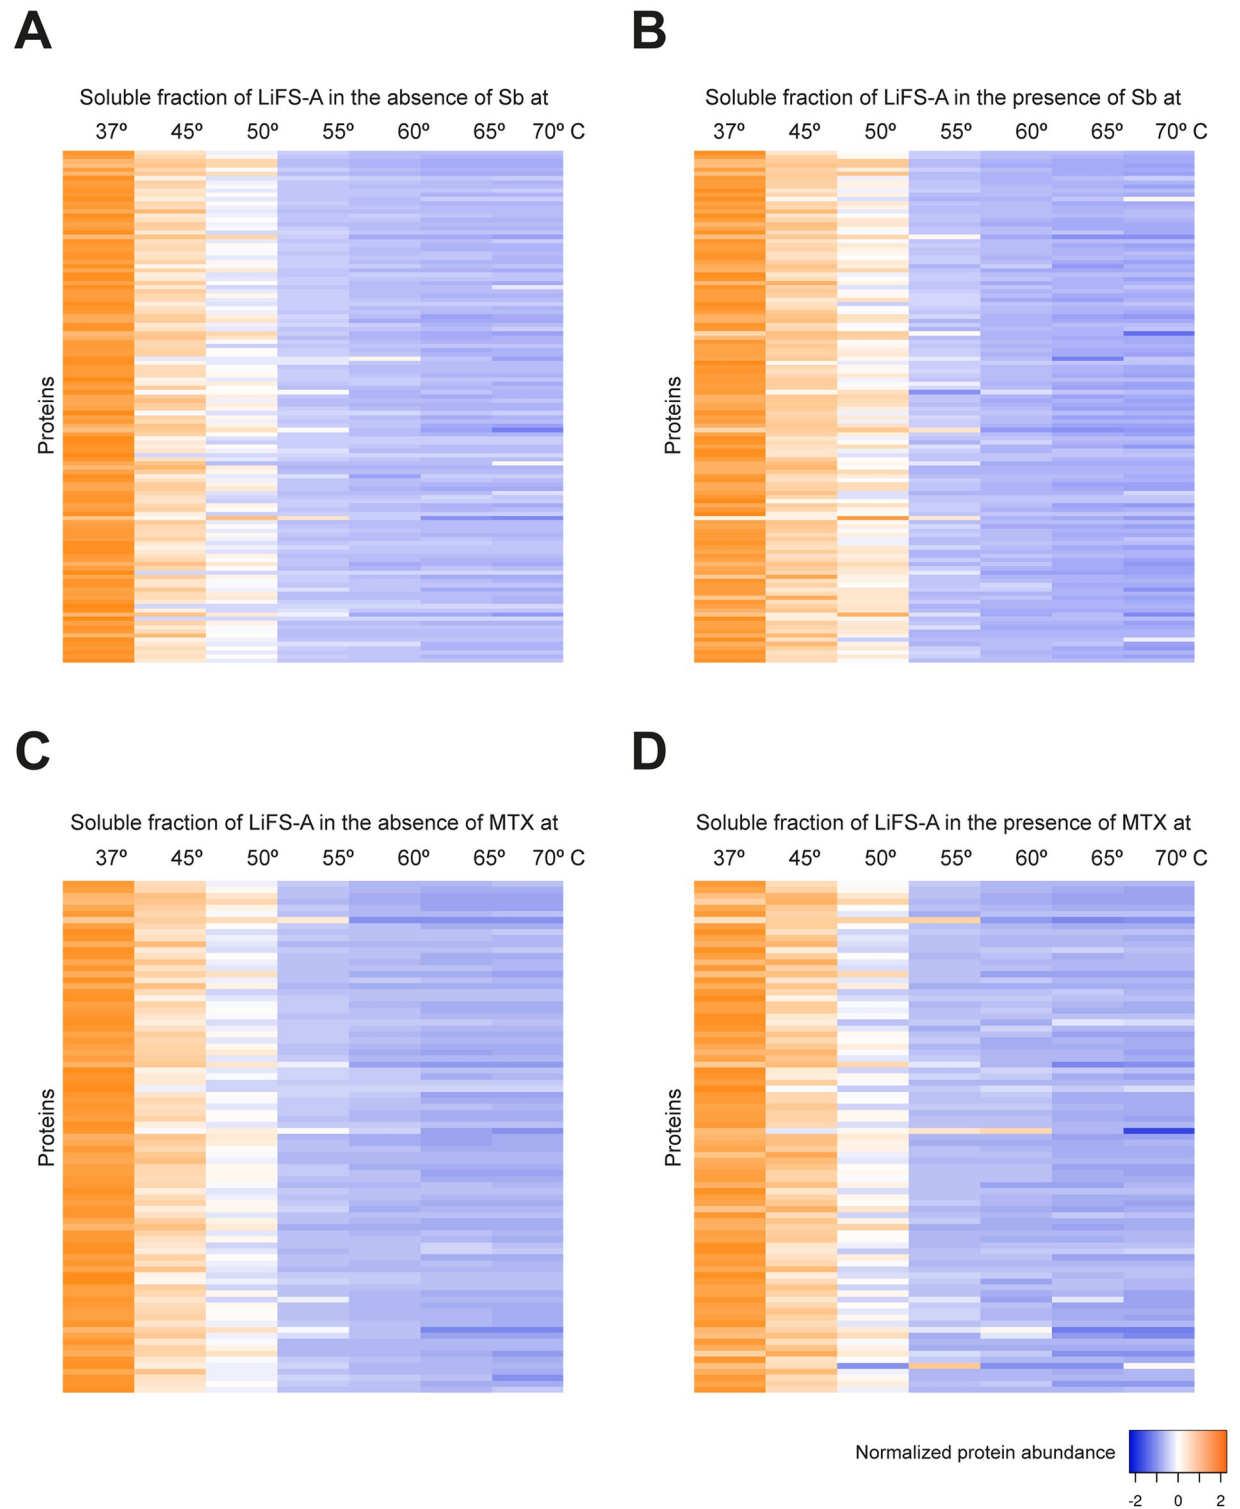 A
B
Soluble fraction of LiFS-A in the absence of Sb at
Soluble fraction of LiFS-A in the presence of Sb at
37º 45º 50º 55º 60º 65º 70º C
37º 45º 50º 55º 60º 65º 70º C
Proteins
Proteins
C
D
Soluble fraction of LiFS-A in the absence of MTX at
Soluble fraction of LiFS-A in the presence of MTX at
37º 45º 50º 55º 60º 65º 70º C
37º 45º 50º 55º 60º 65º 70º C
Proteins
Proteins
Normalized protein abundance
-2 0 2